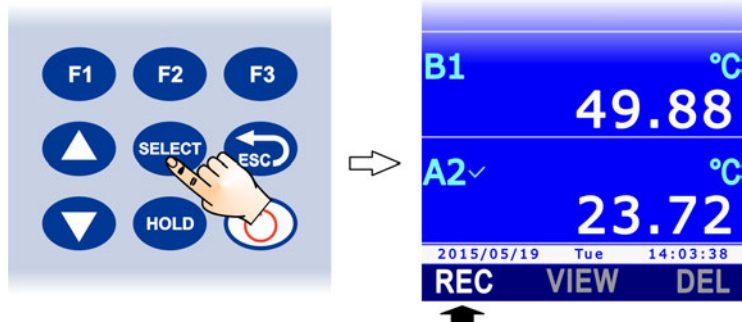 F1 F2 F3
SELECT ESC
HOLD
B1 °C
49.88
A2✓ °C
23.72
2015/05/19 Tue 14:03:38
REC VIEW DEL